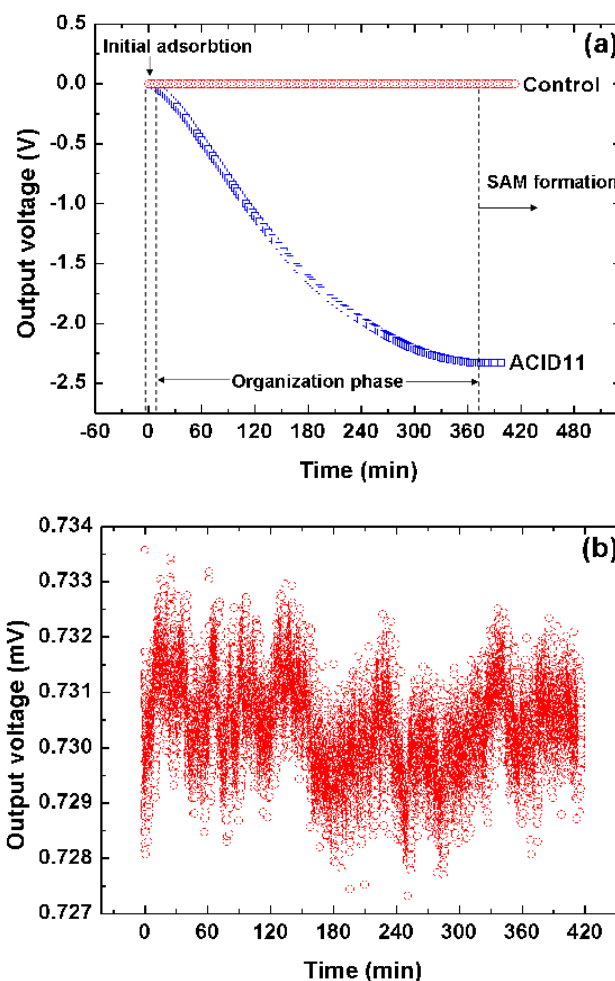 (a)
Initial adsorbtion
0.5
0.0
-0.5
-1.0
-1.5
-2.0
-2.5
Output voltage (V)
Control
SAM formation
ACID11
Organization phase
-60 0 60 120 180 240 300 360 420 480
Time (min)
(b)
0.734
0.733
0.732
0.731
0.730
0.729
0.728
0.727
Output voltage (mV)
0 60 120 180 240 300 360 420
Time (min)